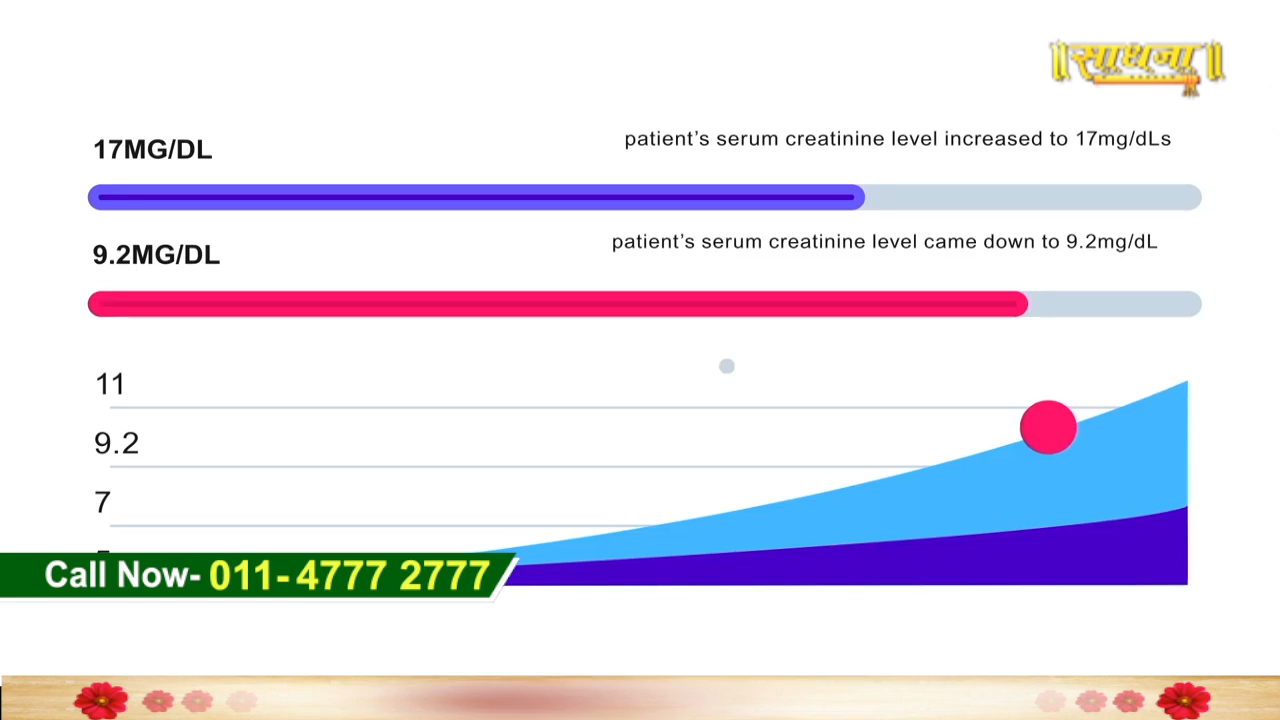 ॥साधना॥
17MG/DL
patient's serum creatinine level increased to 17mg/dLs
9.2MG/DL
patient's serum creatinine level came down to 9.2mg/dL
11
9.2
7
Call Now- 011- 4777 2777